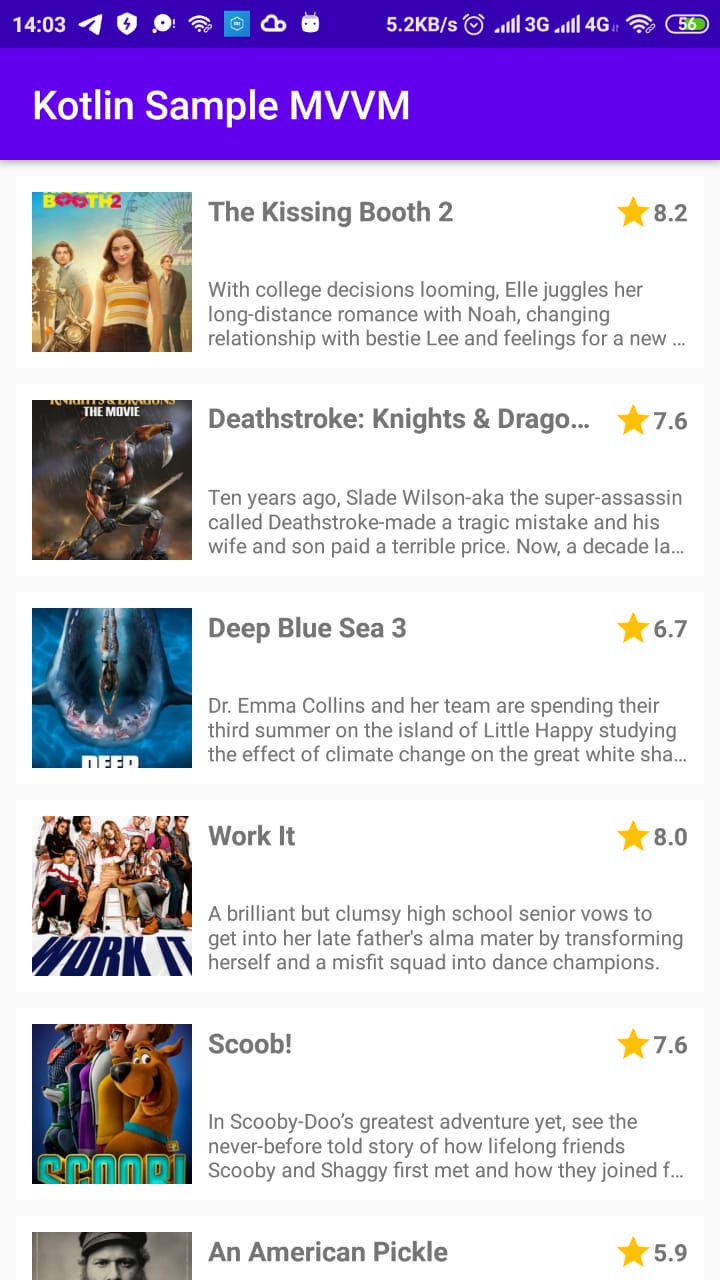 14:03 5.2KB/s 3G 4G 56
Kotlin Sample MVVM
BOOTH2
The Kissing Booth 2
8.2
With college decisions looming, Elle juggles her
long-distance romance with Noah, changing
relationship with bestie Lee and feelings for a new ...
KNIGHTS & DRAGONS
THE MOVIE
Deathstroke: Knights & Drago...
7.6
Ten years ago, Slade Wilson-aka the super-assassin
called Deathstroke-made a tragic mistake and his
wife and son paid a terrible price. Now, a decade la...
DEEP
Deep Blue Sea 3
6.7
Dr. Emma Collins and her team are spending their
third summer on the island of Little Happy studying
the effect of climate change on the great white sha...
WORK IT
Work It
8.0
A brilliant but clumsy high school senior vows to
get into her late father's alma mater by transforming
herself and a misfit squad into dance champions.
SCOOB!
Scoob!
7.6
In Scooby-Doo’s greatest adventure yet, see the
never-before told story of how lifelong friends
Scooby and Shaggy first met and how they joined f...
An American Pickle
5.9